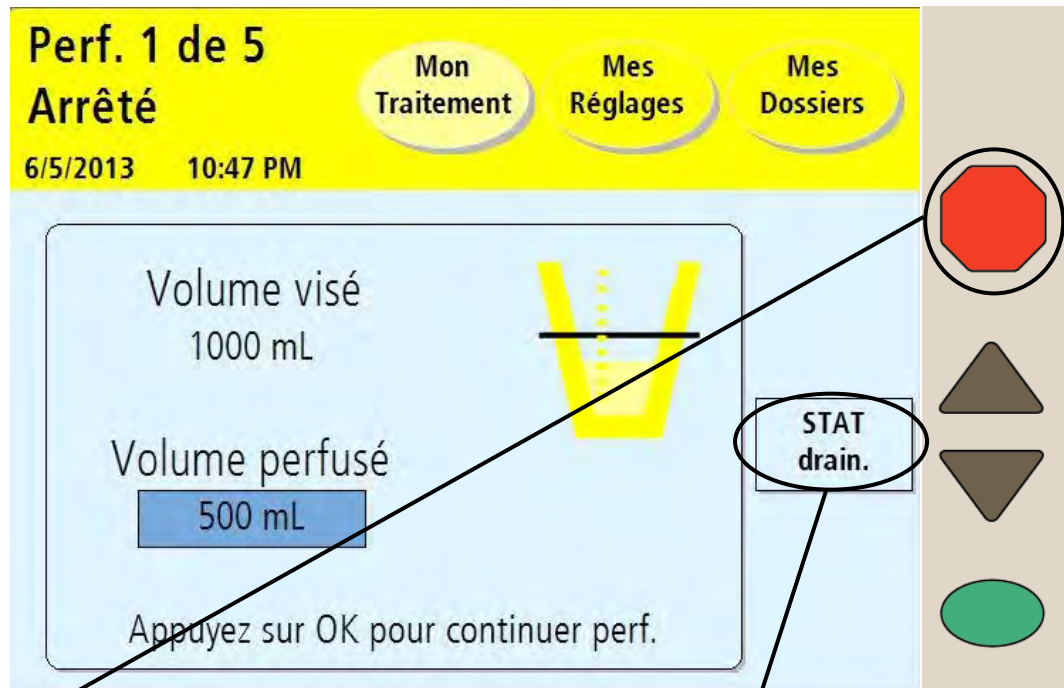 Perf. 1 de 5
Arrêté
6/5/2013 10:47 PM
Mon
Traitement
Mes
Réglages
Mes
Dossiers
Volume visé
1000 mL
Volume perfusé
500 mL
Appuyez sur OK pour continuer perf.
STAT
drain.